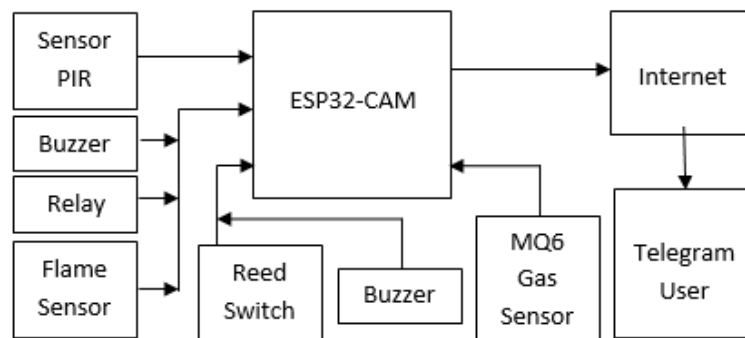 Sensor
PIR
ESP32-CAM
Internet
Buzzer
Relay
Flame
Sensor
Reed
Switch
Buzzer
MQ6
Gas
Sensor
Telegram
User